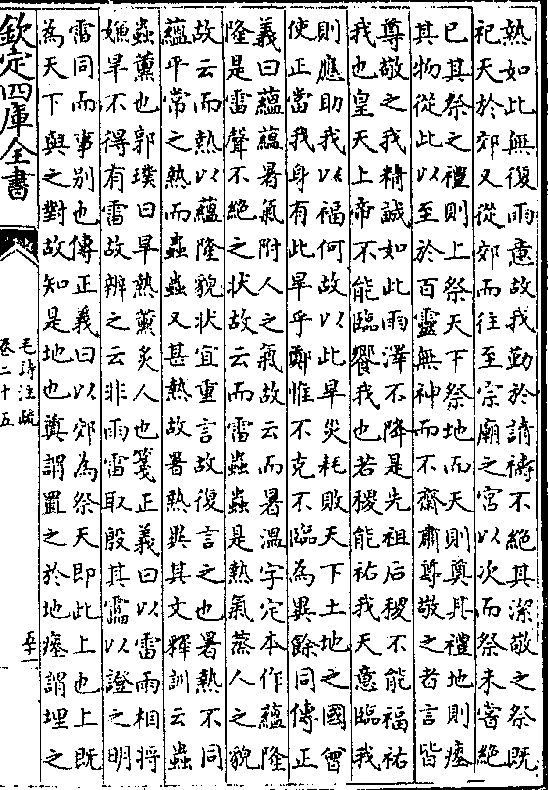 熱如此無復雨意故我勤於請禱不絕其潔敬之祭既
祀天於郊又從郊而往至宗廟之宮以次而祭未嘗絕
已其祭之禮則上祭天下祭地而天則奠其禮地則瘞
其物從此以至於百靈無神而不齋肅尊敬之者言皆
尊敬之我精誠如此雨澤不降是先祖后稷不能福祐
我也皇天上帝不能臨饗我也若稷能祐我天意臨我
則應助我以福何故以此旱災耗敗天下土地之國曾
使正當我身有此旱乎鄭惟不克不臨為異餘同傳正
義曰蘊蘊暑氣附人之氣故云而暑溫字定本作蘊隆
隆是雷聲不絕之狀故云而雷蟲蟲是熱氣蒸人之貌
故云而熱以蘊隆貌狀宜重言故復言之也暑熱不同
蘊平常之熱而蟲蟲又甚熱故暑熱異其文釋訓云蟲
蟲薰也郭璞曰旱熱薰炙人也箋正義曰以雷雨相將
嫌旱不得有雷故辨之云非雨雷取殷其靁以證之明
雷同而事別也傳正義曰以郊為祭天即此上也上既
為天下與之對故知是地也奠謂置之於地瘞謂埋之
欽定四庫全書
毛詩注疏
卷二十五